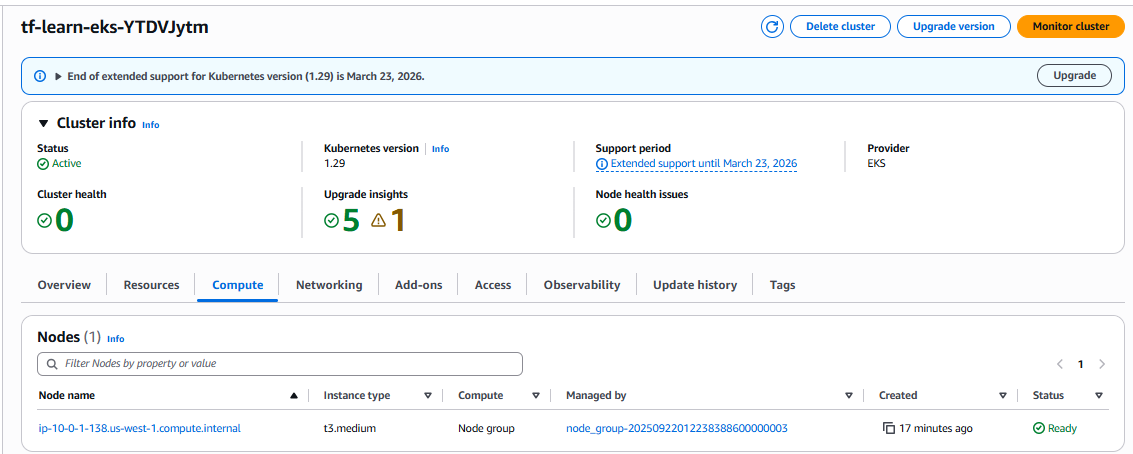 tf-learn-eks-YTDVJytm
Delete cluster
Upgrade version
Monitor cluster
End of extended support for Kubernetes version (1.29) is March 23, 2026.
Upgrade
Cluster info Info
Status
Active
Kubernetes version Info
1.29
Support period
Extended support until March 23, 2026
Provider
EKS
Cluster health
0
Upgrade insights
5 1
Node health issues
0
Overview Resources Compute Networking Add-ons Access Observability Update history Tags
Nodes (1) Info
Filter Nodes by property or value
1
Node name Instance type Compute Managed by Created Status
ip-10-0-1-138.us-west-1.compute.internal t3.medium Node group node_group-20250922012238388600000003 17 minutes ago Ready